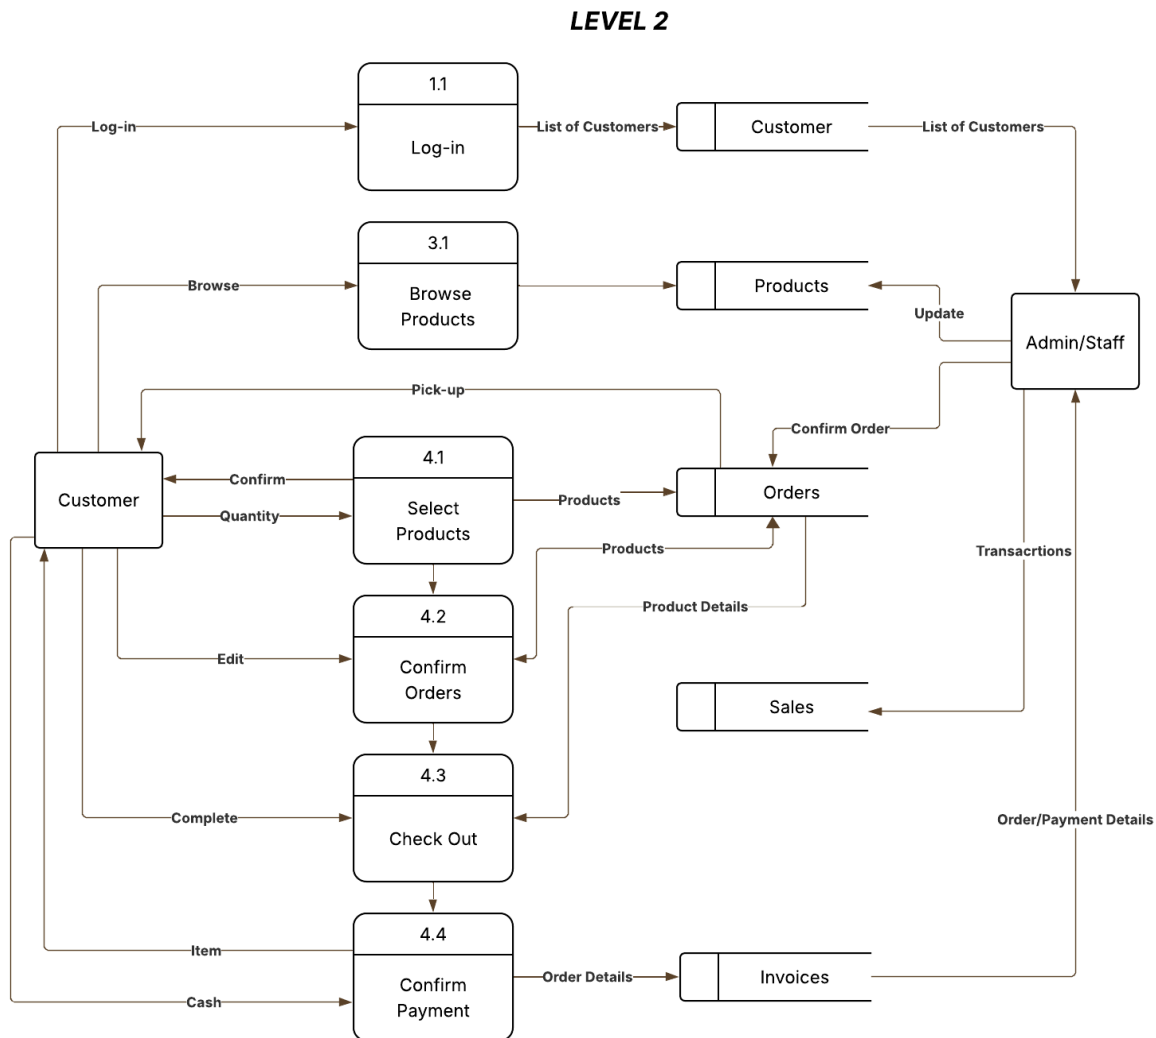 LEVEL 2
1.1
Log-in
Log-in
List of Customers
Customer
List of Customers
3.1
Browse
Browse
Products
Products
Update
Admin/Staff
Pick-up
Confirm Order
4.1
Customer
Confirm
Quantity
Select
Products
Products
Orders
Products
Transacrtions
4.2
Product Details
Edit
Confirm
Orders
Sales
4.3
Complete
Check Out
Order/Payment Details
4.4
Item
Cash
Confirm
Payment
Order Details
Invoices